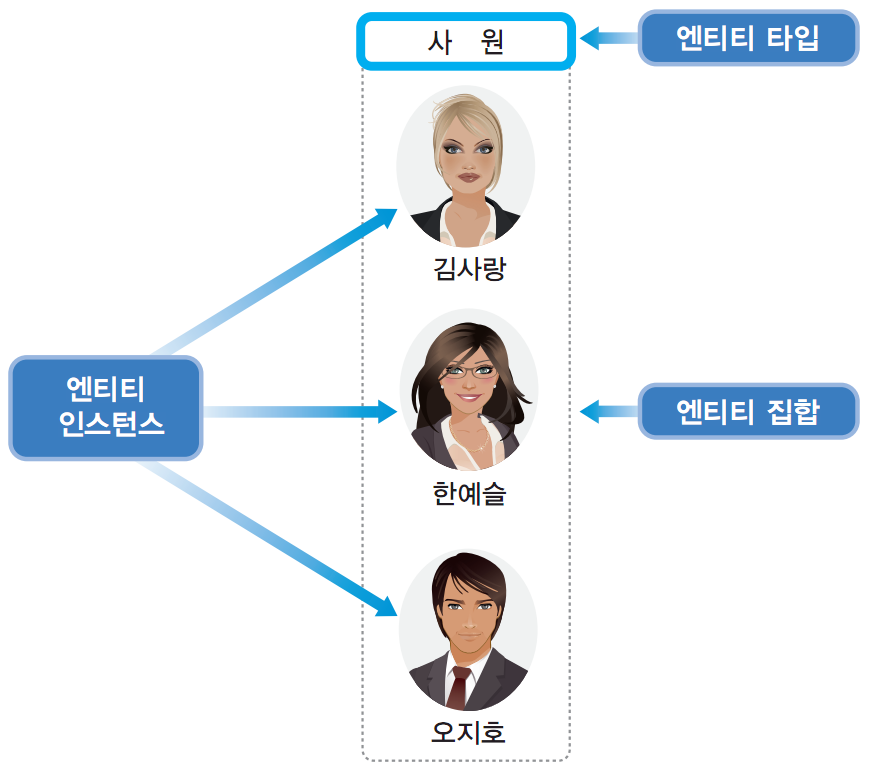 사 원
엔티티 타입
김사랑
엔티티
인스턴스
한예슬
엔티티 집합
오지호